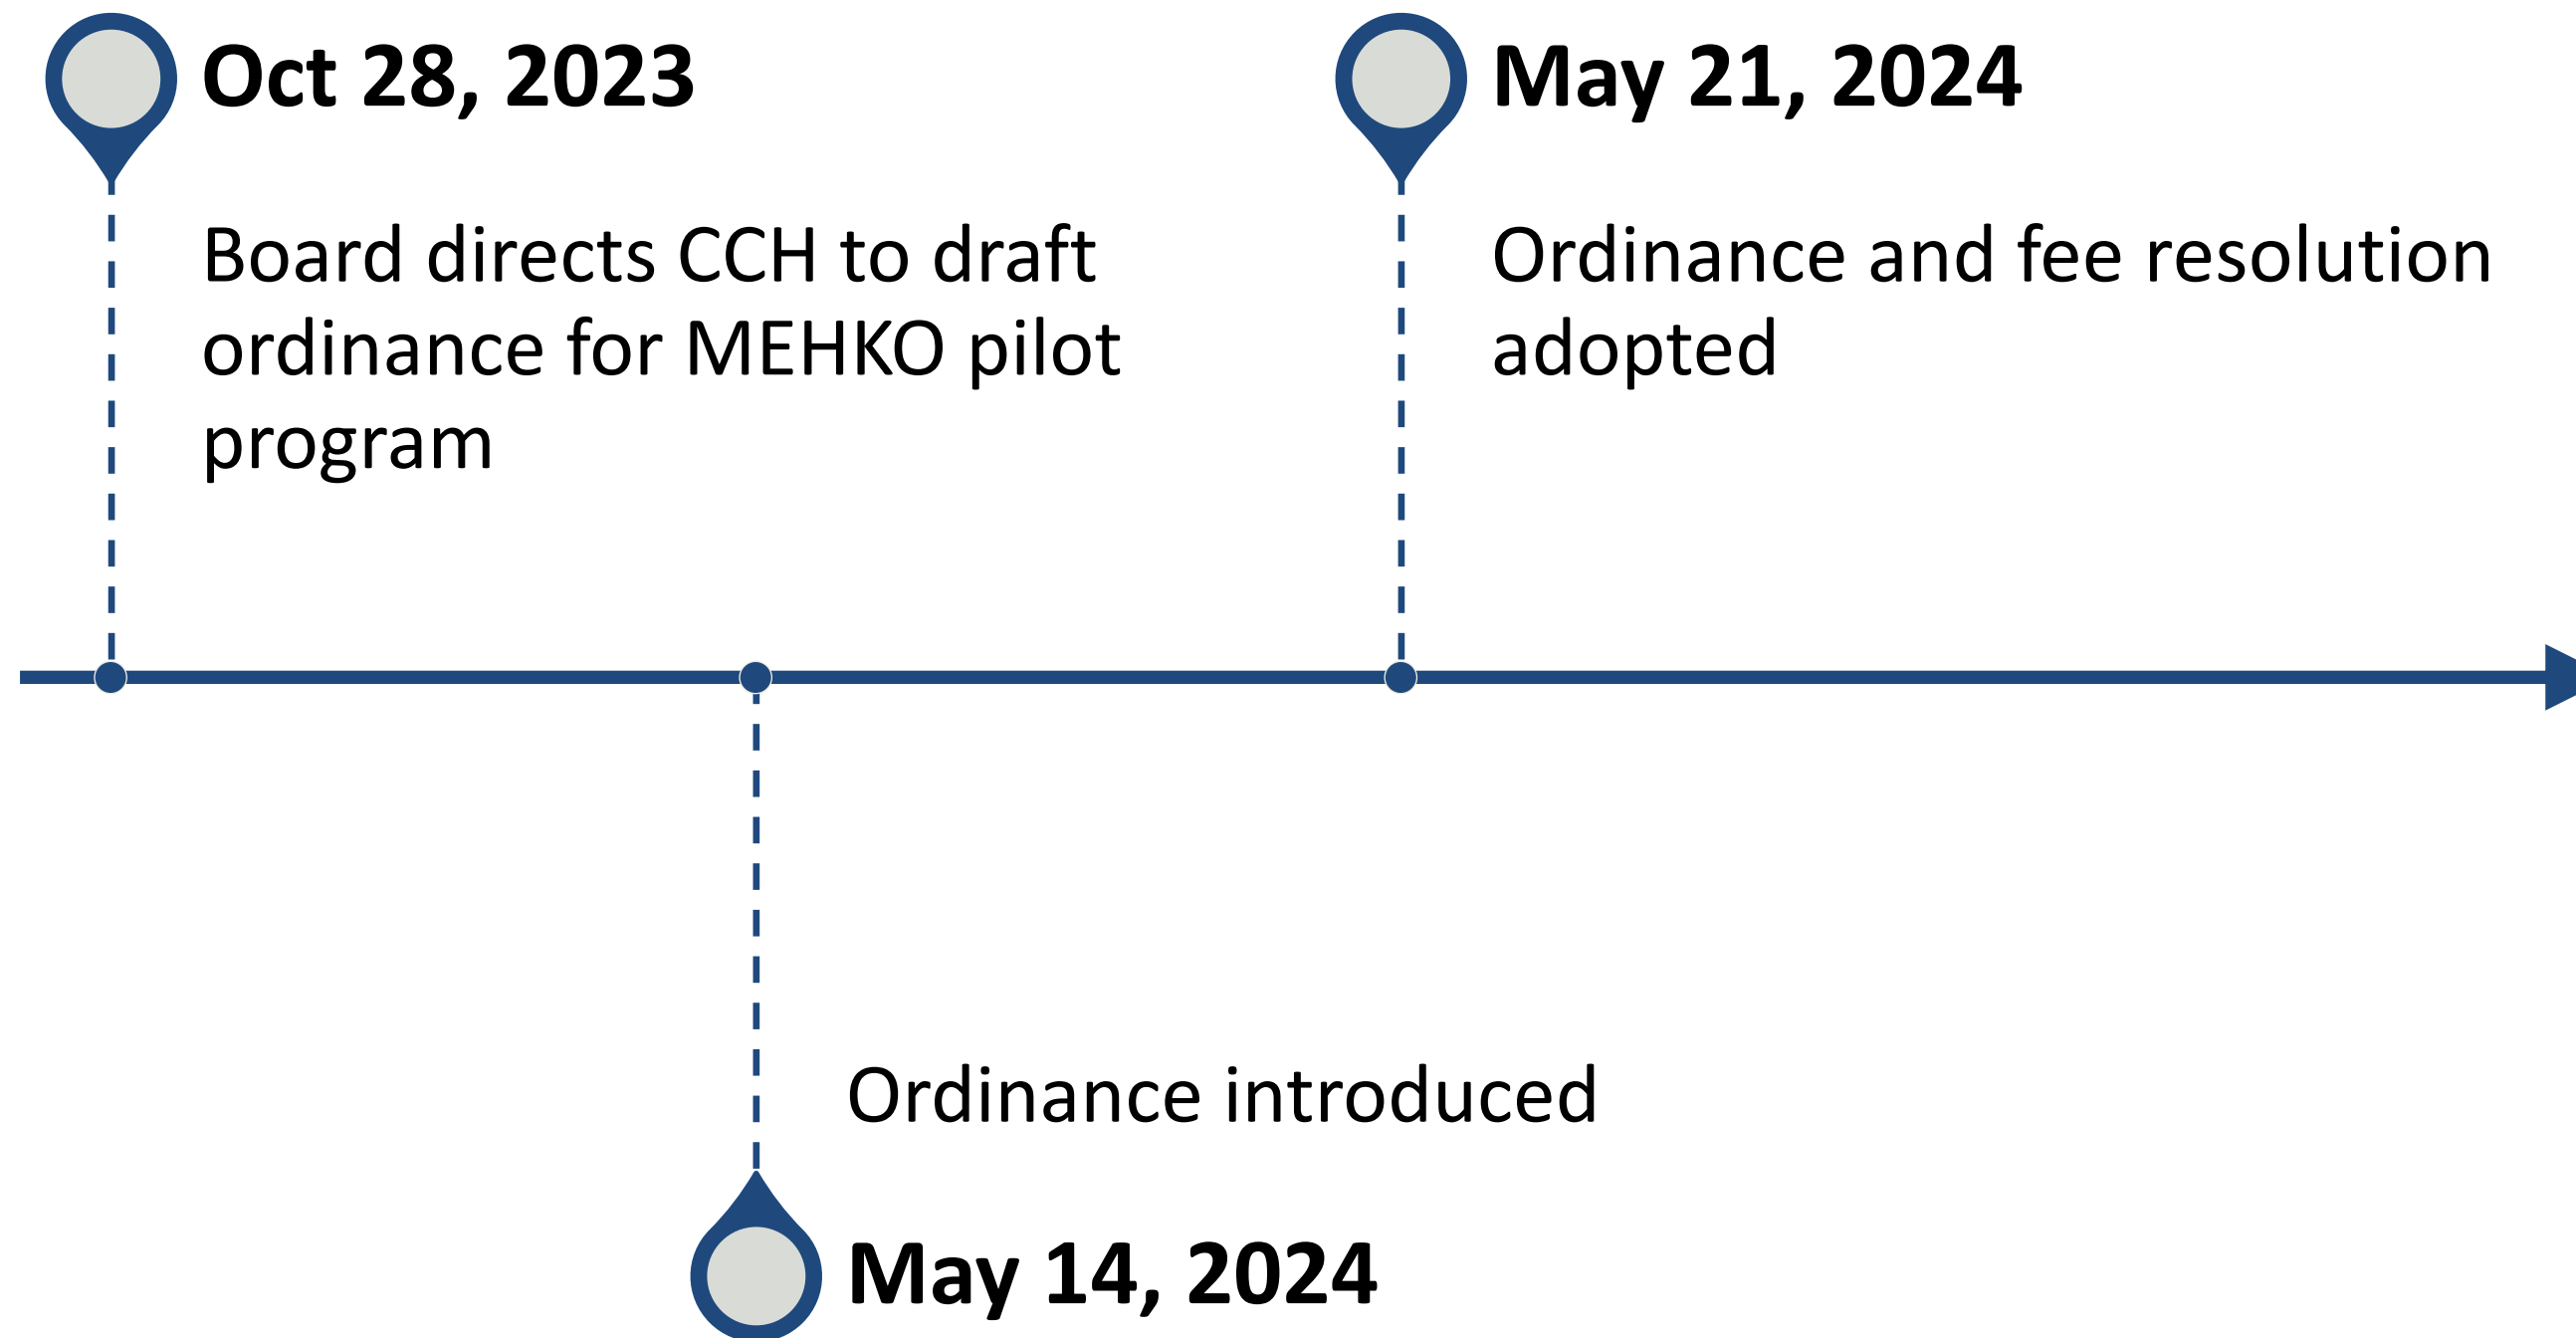 Oct 28, 2023
Board directs CCH to draft
ordinance for MEHKO pilot
program
May 21, 2024
Ordinance and fee resolution
adopted
Ordinance introduced
May 14, 2024